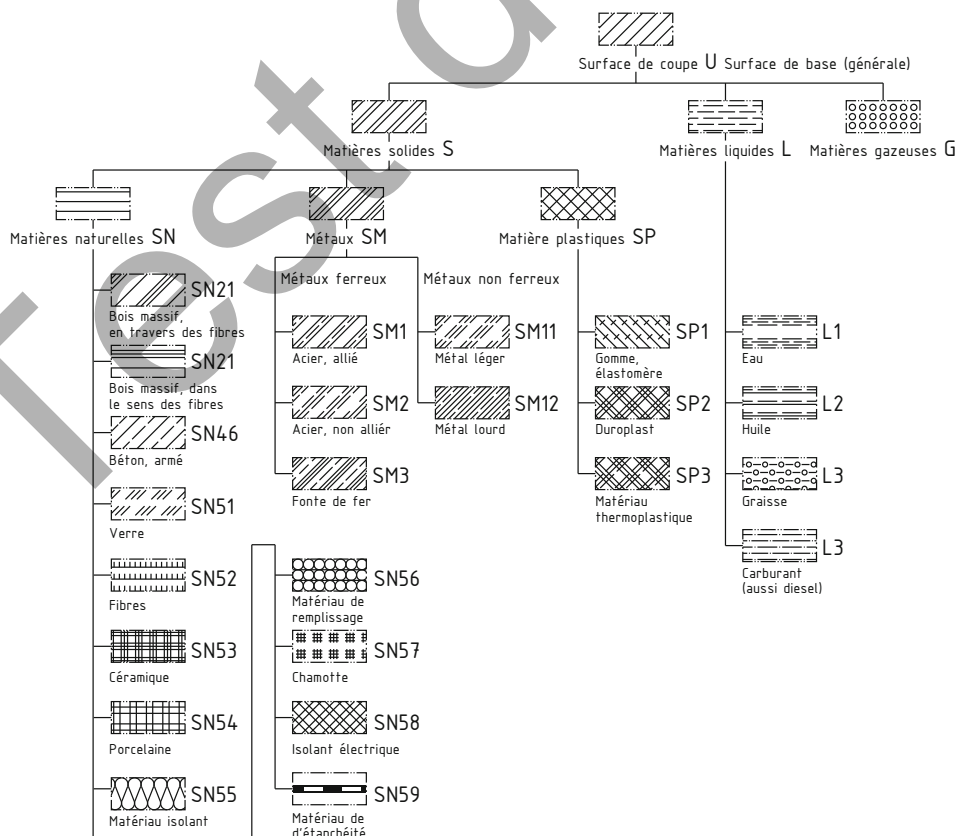 Test d
Surface de coupe U Surface de base (générale)
Matières solides S
Matières liquides L
Matières gazeuses G
Matières naturelles SN
Métaux SM
Matière plastiques SP
Métaux ferreux
Métaux non ferreux
SN21
Bois massif,
en travers des fibres
SN21
Bois massif, dans
le sens des fibres
SN46
Béton, armé
SN51
Verre
SN52
Fibres
SN53
Céramique
SN54
Porcelaine
SN55
Matériau isolant
SN56
Matériau de
remplissage
SN57
Chamotte
SN58
Isolant électrique
SN59
Matériau de
d'étanchéité
SM1
Acier, allié
SM2
Acier, non alliér
SM3
Fonte de fer
SM11
Métal léger
SM12
Métal lourd
SP1
Gomme,
élastomère
SP2
Duroplast
SP3
Matériau
thermoplastique
L1
Eau
L2
Huile
L3
Graisse
L3
Carburant
(aussi diesel)